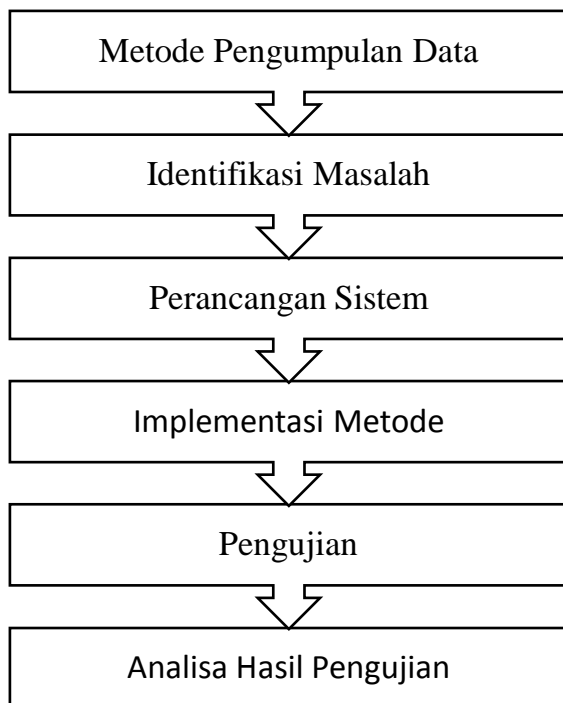 Metode Pengumpulan Data
Identifikasi Masalah
Perancangan Sistem
Implementasi Metode
Pengujian
Analisa Hasil Pengujian